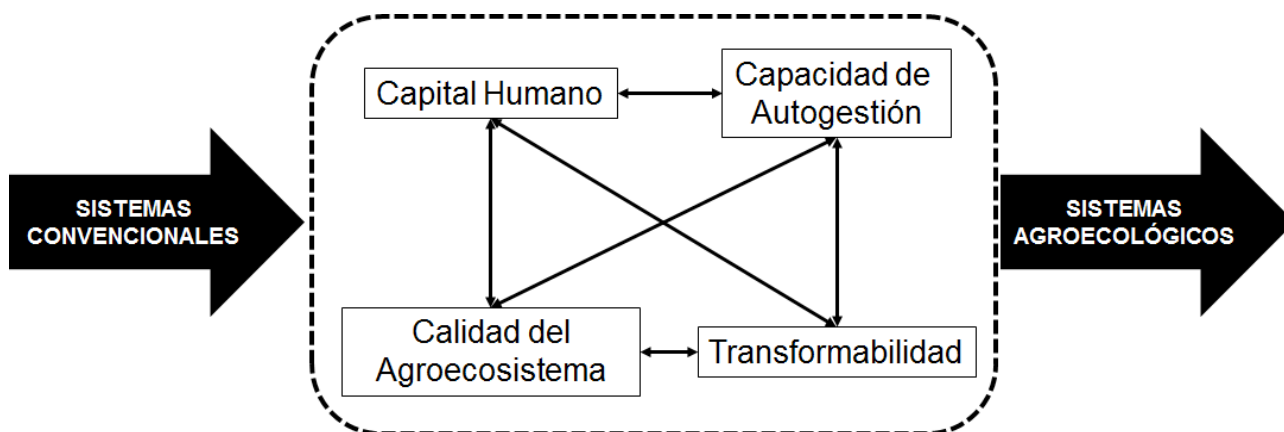 SISTEMAS
CONVENCIONALES
Capital Humano
Capacidad de
Autogestión
Calidad del
Agroecosistema
Transformabilidad
SISTEMAS
AGROECOLÓGICOS